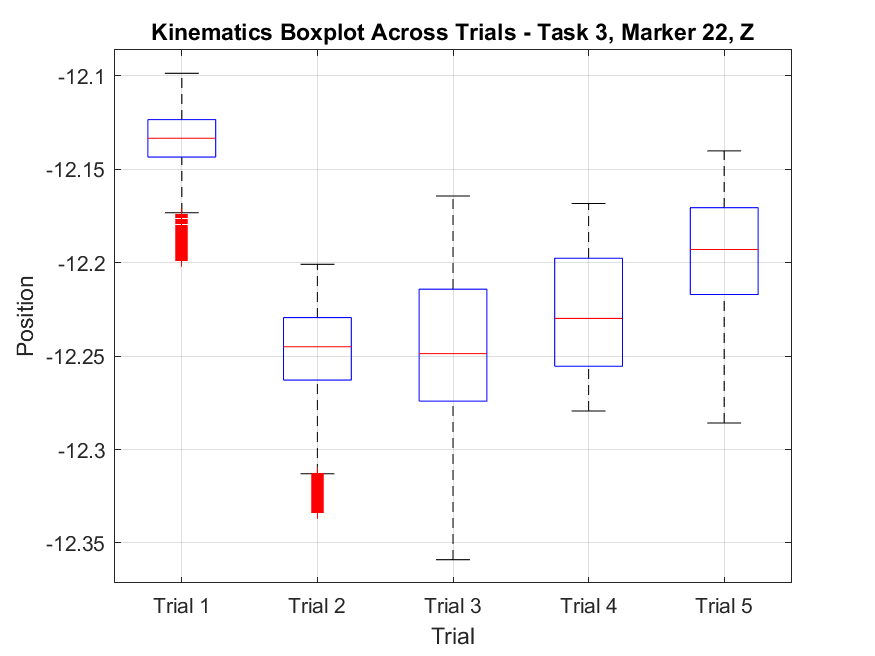 Kinematics Boxplot Across Trials - Task 3, Marker 22, Z
-12.1
-12.15
-12.2
-12.25
-12.3
-12.35
Position
Trial 1 Trial 2 Trial 3 Trial 4 Trial 5
Trial